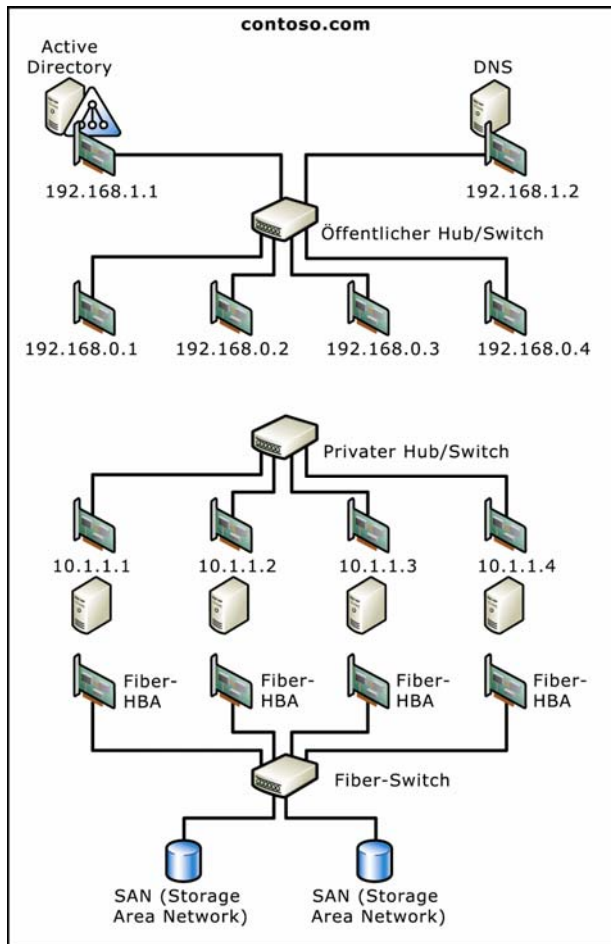 contoso.com
Active
Directory
DNS
192.168.1.1
192.168.1.2
Öffentlicher Hub/Switch
192.168.0.1
192.168.0.2
192.168.0.3
192.168.0.4
Privater Hub/Switch
10.1.1.1
10.1.1.2
10.1.1.3
10.1.1.4
Fiber-
HBA
Fiber-
HBA
Fiber-
HBA
Fiber-
HBA
Fiber-Switch
SAN (Storage
Area Network)
SAN (Storage
Area Network)